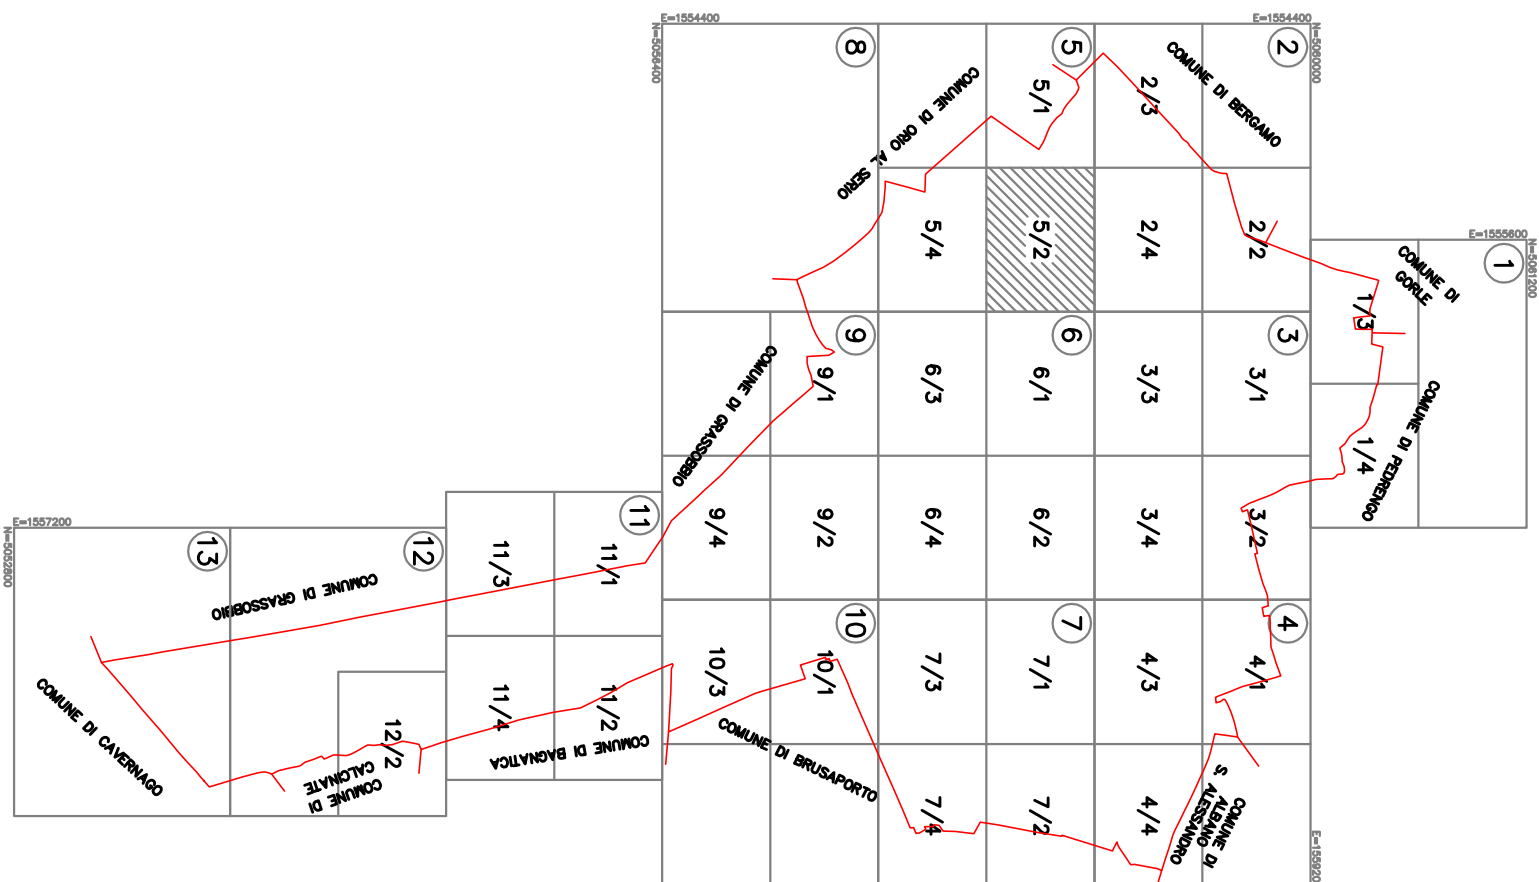 N=5061200
E=1555600
1
COMUNE DI
GORLE
1/3
COMUNE DI PEDRENGO
1/4
N=5060000
E=1554400
E=155920
2
COMUNE DI BERGAMO
2/2
3
3/1
3/2
4
4/1
COMUNE DI
ALBANO
S. ALESSANDRO
2/3
2/4
3/3
3/4
4/3
4/4
5
5/1
5/2
6
6/1
6/2
7
7/1
7/2
COMUNE DI ORIO AL SERIO
5/4
6/3
6/4
7/3
7/4
8
9
9/1
9/2
10
10/1
COMUNE DI BRUSAPORTO
COMUNE DI GRASSOBBIO
9/4
10/3
N=5056400
E=1554400
11
11/1
11/2
COMUNE DI BAGNATICA
11/3
11/4
12
12/2
COMUNE DI
CALCINATE
COMUNE DI GRASSOBBIO
13
COMUNE DI CAVERNAGO
E=1557200
N=5052800